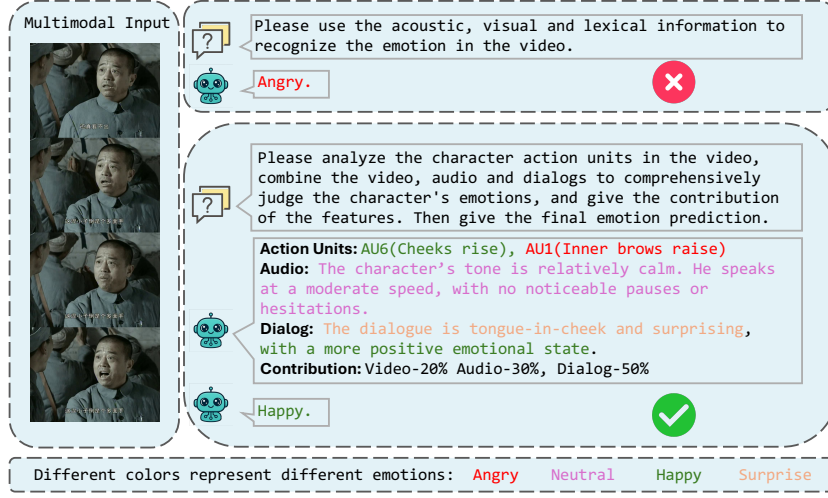 Multimodal Input
Please use the acoustic, visual and lexical information to
recognize the emotion in the video.
?
Angry.
Please analyze the character action units in the video,
combine the video, audio and dialogs to comprehensively
judge the character's emotions, and give the contribution
of the features. Then give the final emotion prediction.
?
Action Units: AU6(Cheeks rise), AU1(Inner brows raise)
Audio: The character’s tone is relatively calm. He speaks
at a moderate speed, with no noticeable pauses or
hesitations.
Dialog: The dialogue is tongue-in-cheek and surprising,
with a more positive emotional state.
Contribution: Video-20% Audio-30%, Dialog-50%
Happy.
Different colors represent different emotions: Angry Neutral Happy Surprise